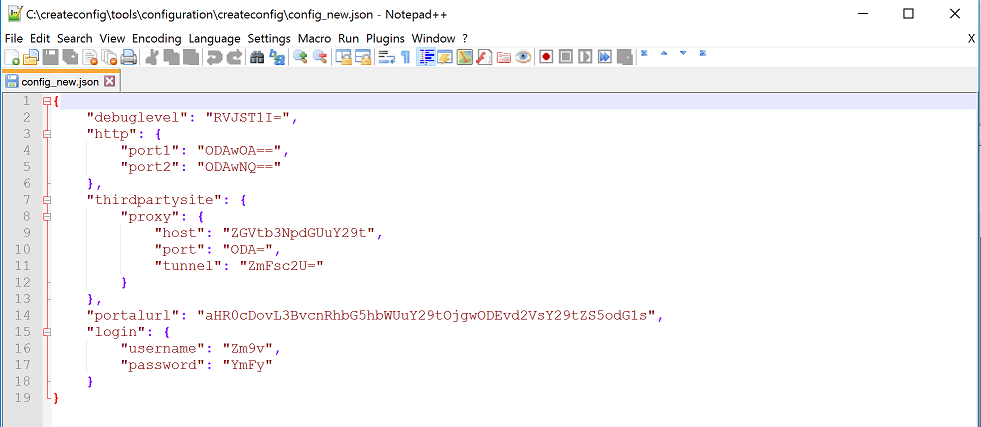 C:\createconfig\tools\configuration\createconfig\config_new.json - Notepad++
File Edit Search View Encoding Language Settings Macro Run Plugins Window ? X
config_new.json
1 {
2 "debuglevel": "RVJST1I=",
3 "http": {
4 "port1": "ODAwOA==",
5 "port2": "ODAwNQ=="
6 },
7 "thirdpartysite": {
8 "proxy": {
9 "host": "ZGVtb3NpdGUuY29t",
10 "port": "ODA=",
11 "tunnel": "ZmFsc2U="
12 }
13 },
14 "portalurl": "aHR0cDovL3BvcnRhbG5hbWUuY29tOjgwODEvd2VsY29tZS5odG1s",
15 "login": {
16 "username": "Zm9v",
17 "password": "YmFy"
18 }
19 }